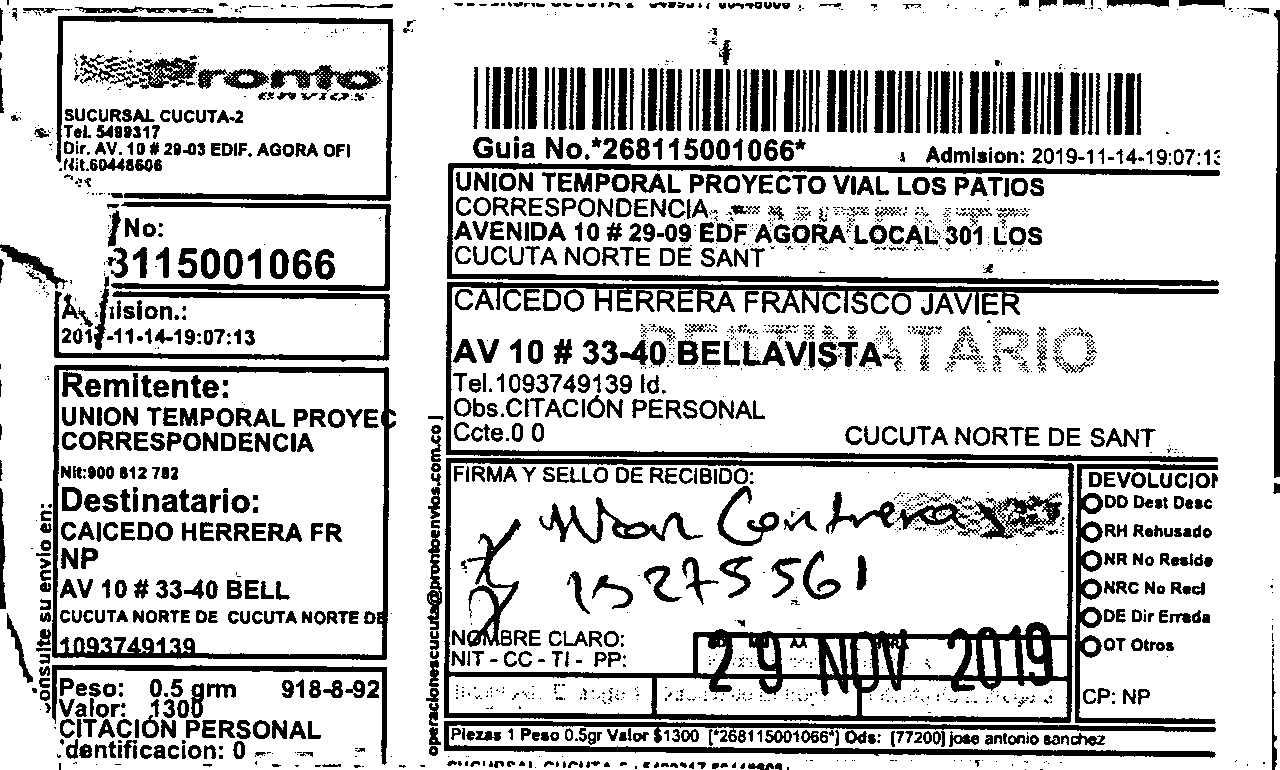 Pronto
envios
SUCURSAL CUCUTA-2
Tel. 5499317
Dir. AV. 10 # 29-03 EDIF. AGORA OFI
Nit.60448606
No:
8115001066
2019-11-14-19:07:13
Remitente:
UNION TEMPORAL PROYEC
CORRESPONDENCIA
Nit:900 812 782
Destinatario:
CAICEDO HERRERA FR
NP
AV 10 # 33-40 BELL
CUCUTA NORTE DE CUCUTA NORTE DE
1093749139
Peso: 0.5 grm 918-8-92
Valor: 1300
CITACIÓN PERSONAL
dentificacion: 0
onsulte su envio en:
operacionescucuta@prontoenvios.com.co
Guia No.*268115001066*
Admision: 2019-11-14-19:07:13
UNION TEMPORAL PROYECTO VIAL LOS PATIOS
CORRESPONDENCIA
REMITENTE
AVENIDA 10 # 29-09 EDF AGORA LOCAL 301 LOS
CUCUTA NORTE DE SANT
CAICEDO HERRERA FRANCISCO JAVIER
DESTINATARIO
AV 10 # 33-40 BELLAVISTA
Tel.1093749139 Id.
Obs.CITACIÓN PERSONAL
Ccte.0 0
CUCUTA NORTE DE SANT
FIRMA Y SELLO DE RECIBIDO:
Contreras
NOMBRE CLARO:
NIT - CC - TI - PP:
29 NOV 2019
DEVOLUCION
DD Dest Desc
RH Rehusado
NR No Reside
NRC No Recl
DE Dir Errada
OT Otros
CP: NP
Piezas 1 Peso 0.5gr Valor $1300 [*268115001066*] Ods: [77200] jose antonio sanchez